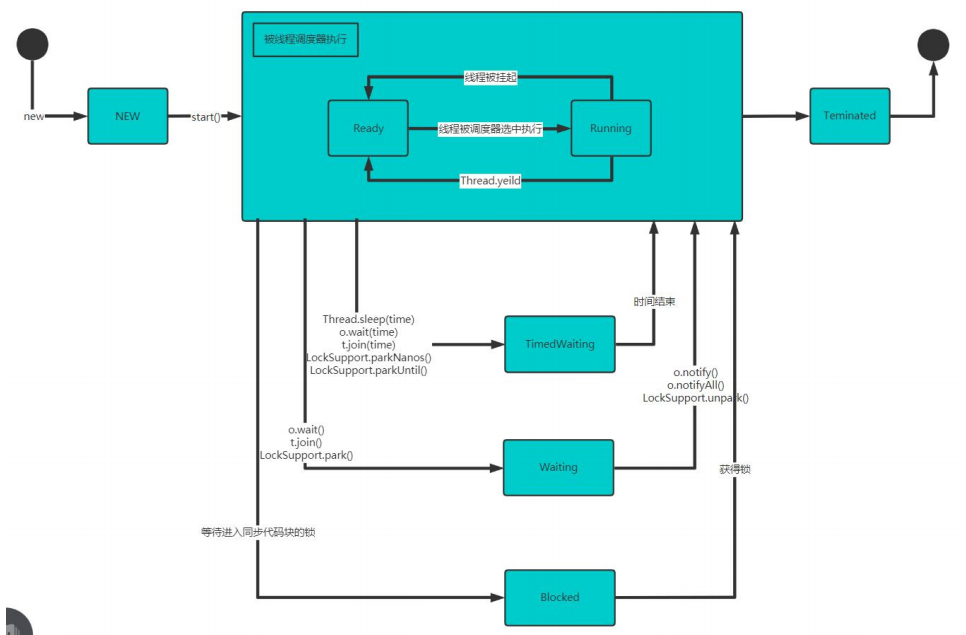 被线程调度器执行
线程被挂起
new
NEW
start()
Ready
线程被调度器选中执行
Running
Teminated
Thread.yeild
时间结束
Thread.sleep(time)
o.wait(time)
t.join(time)
LockSupport.parkNanos()
LockSupport.parkUntil()
TimedWaiting
o.notify()
o.notifyAll()
LockSupport.unpark()
o.wait()
t.join()
LockSupport.park()
Waiting
获得锁
等待进入同步代码块的锁
Blocked